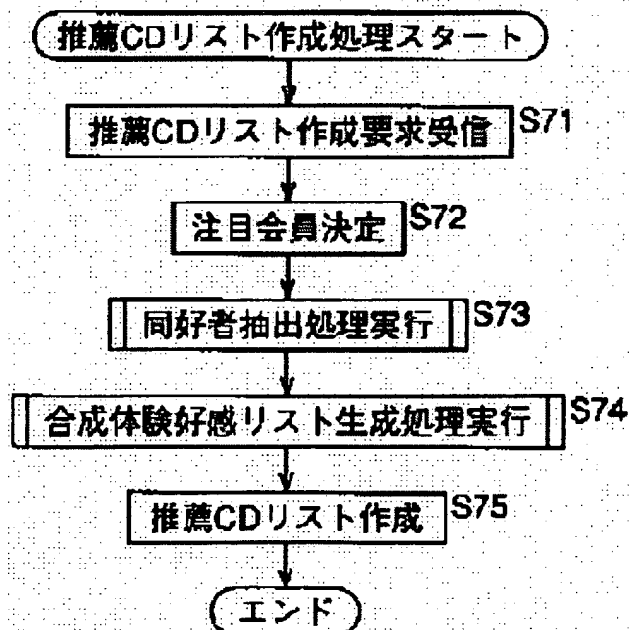 推薦CDリスト作成処理スタート
推薦CDリスト作成要求受信 S71
注目会員決定 S72
同好者抽出処理実行 S73
合成体験好感リスト生成処理実行 S74
推薦CDリスト作成 S75
エンド